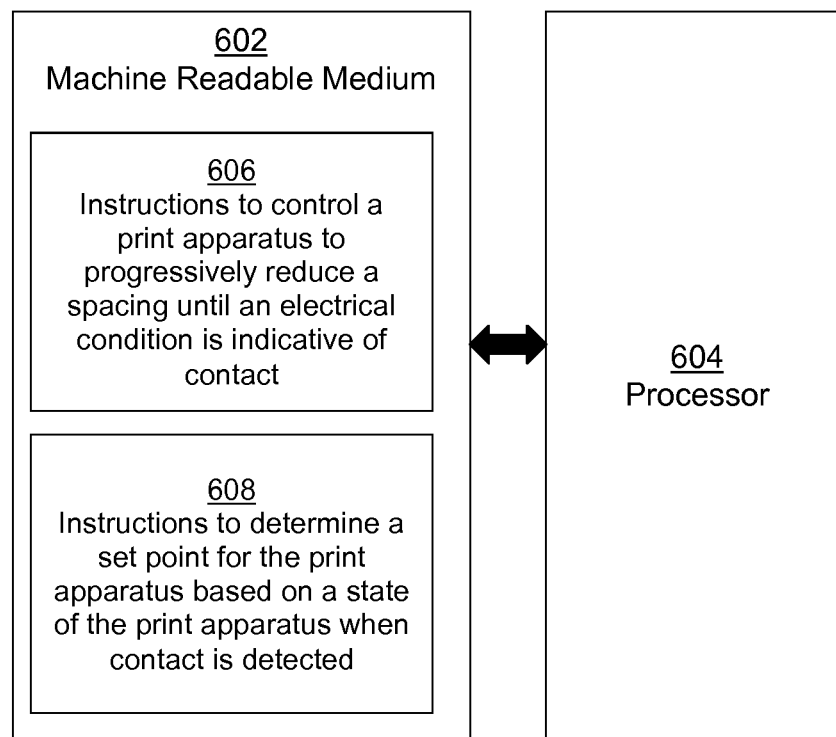 602
Machine Readable Medium
606
Instructions to control a
print apparatus to
progressively reduce a
spacing until an electrical
condition is indicative of
contact
608
Instructions to determine a
set point for the print
apparatus based on a state
of the print apparatus when
contact is detected
604
Processor